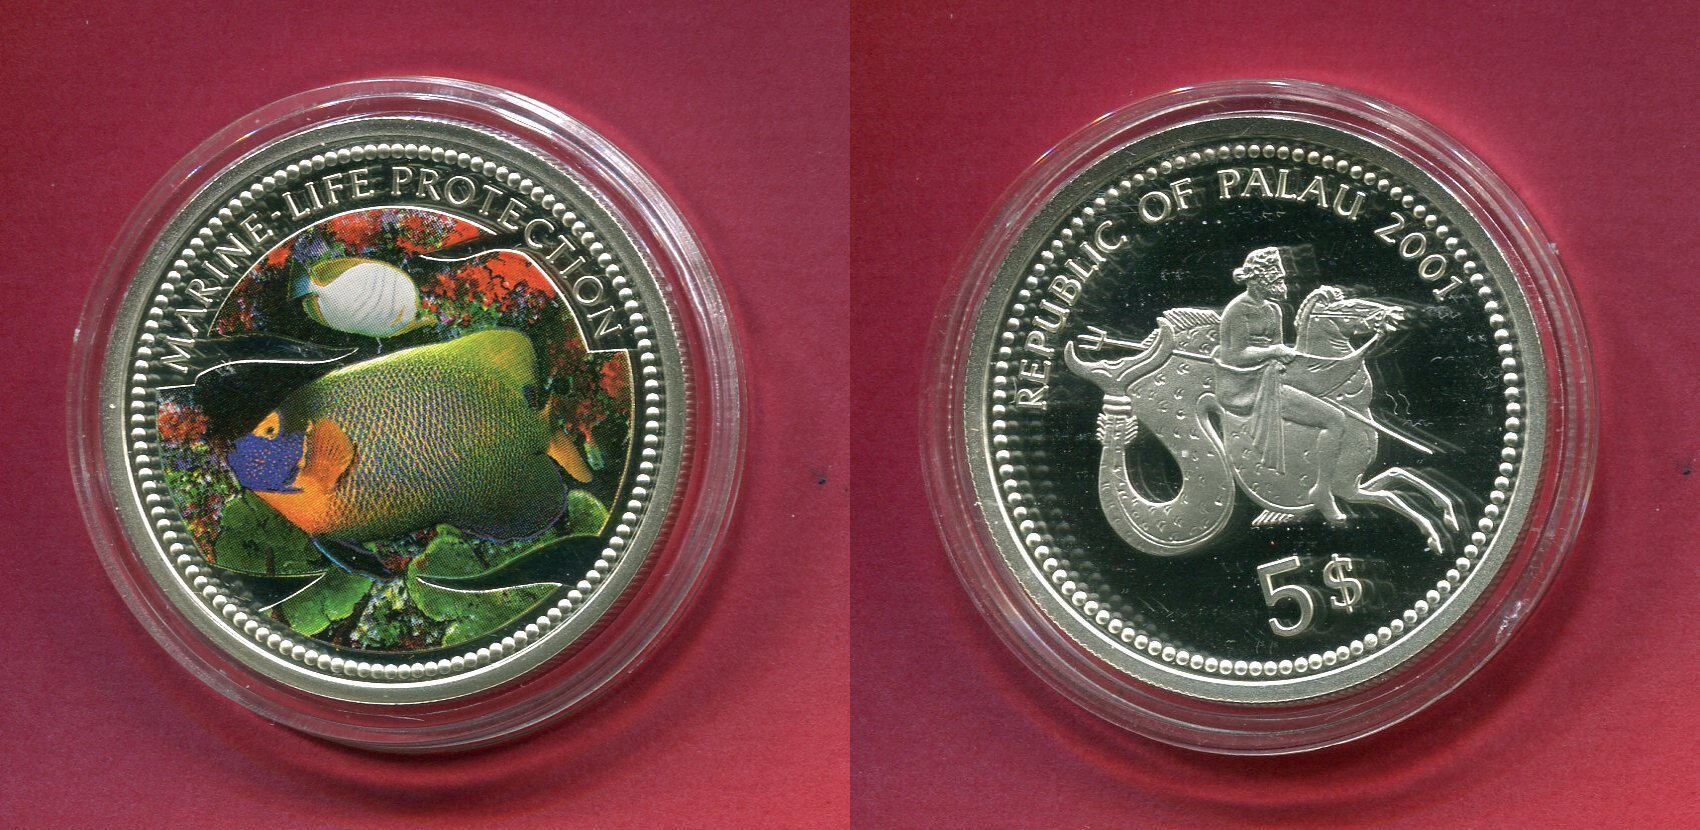 MARINE-LIFE PROTECTION
REPUBLIC OF PALAU 2001
5$